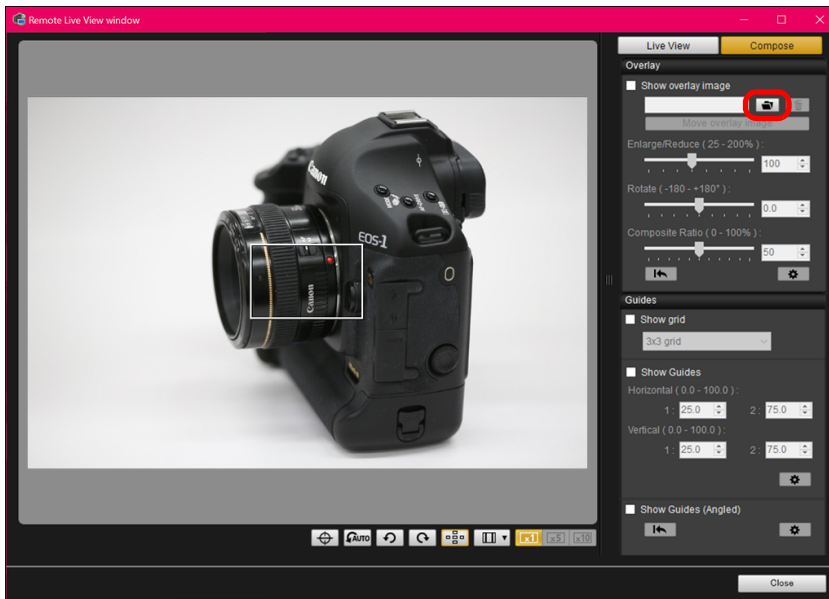 Remote Live View window
Live View
Compose
Overlay
Show overlay image
Move overlay image
Enlarge/Reduce ( 25 - 200% ) :
100
Rotate ( -180 - +180° ) :
0.0
Composite Ratio ( 0 - 100% ) :
50
Guides
Show grid
3x3 grid
Show Guides
Horizontal ( 0.0 - 100.0 ) :
1 : 25.0 2 : 75.0
Vertical ( 0.0 - 100.0 ) :
1 : 25.0 2 : 75.0
Show Guides (Angled)
Canon
EOS-1
Canon
AUTO
x1 x5 x10
Close